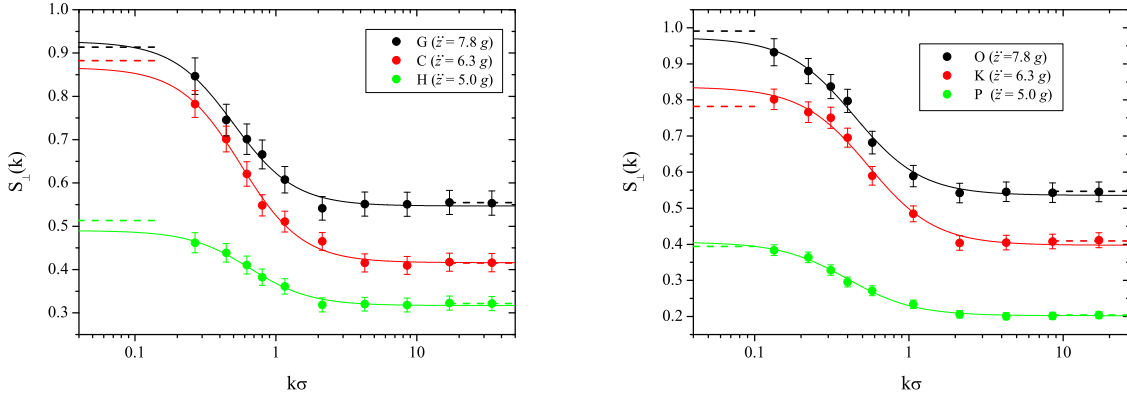 0.9
0.8
0.7
0.6
0.5
0.4
0.3
S⊥(k)
0.1
1
10
kσ
G (z̈ = 7.8 g)
C (z̈ = 6.3 g)
H (z̈ = 5.0 g)
1.0
0.9
0.8
0.7
0.6
0.5
0.4
0.3
0.2
S⊥(k)
0.1
1
10
kσ
O (z̈ =7.8 g)
K (z̈ = 6.3 g)
P (z̈ = 5.0 g)